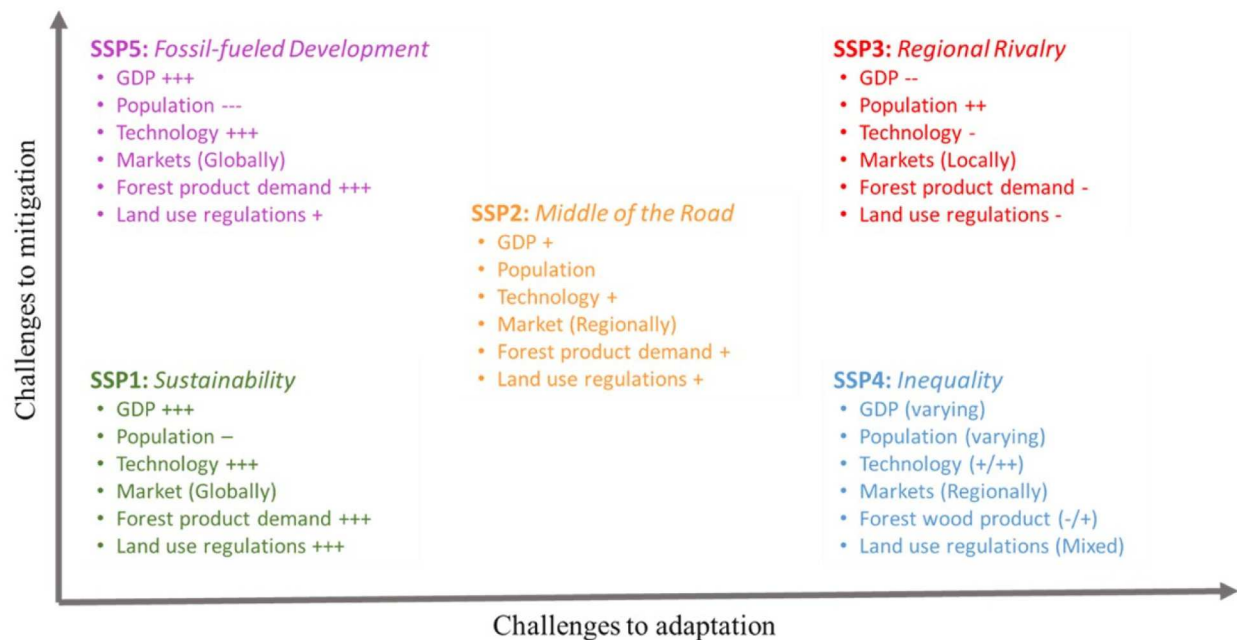 Challenges to mitigation
SSP5: Fossil-fueled Development
• GDP +++
• Population ---
• Technology +++
• Markets (Globally)
• Forest product demand +++
• Land use regulations +
SSP3: Regional Rivalry
• GDP --
• Population ++
• Technology -
• Markets (Locally)
• Forest product demand -
• Land use regulations -
SSP2: Middle of the Road
• GDP +
• Population
• Technology +
• Market (Regionally)
• Forest product demand +
• Land use regulations +
SSP1: Sustainability
• GDP +++
• Population –
• Technology +++
• Market (Globally)
• Forest product demand +++
• Land use regulations +++
SSP4: Inequality
• GDP (varying)
• Population (varying)
• Technology (+/++)
• Markets (Regionally)
• Forest wood product (-/+)
• Land use regulations (Mixed)
Challenges to adaptation